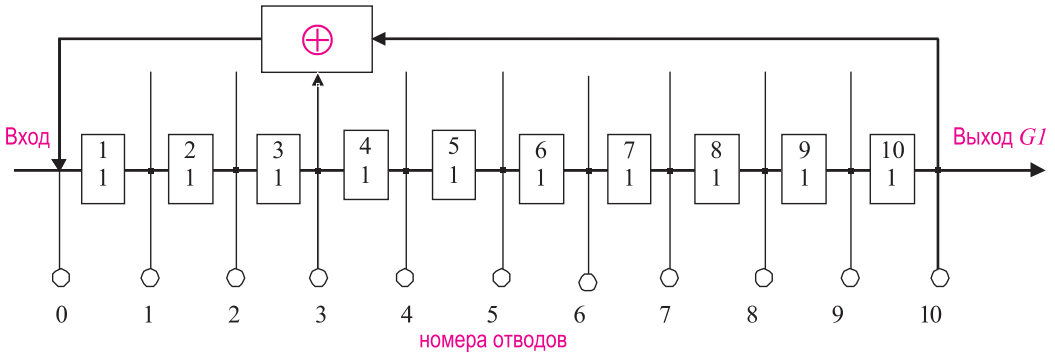 ⊕
Вход
Выход G1
1 2 3 4 5 6 7 8 9 10
1 1 1 1 1 1 1 1 1 1
0 1 2 3 4 5 6 7 8 9 10
номера отводов